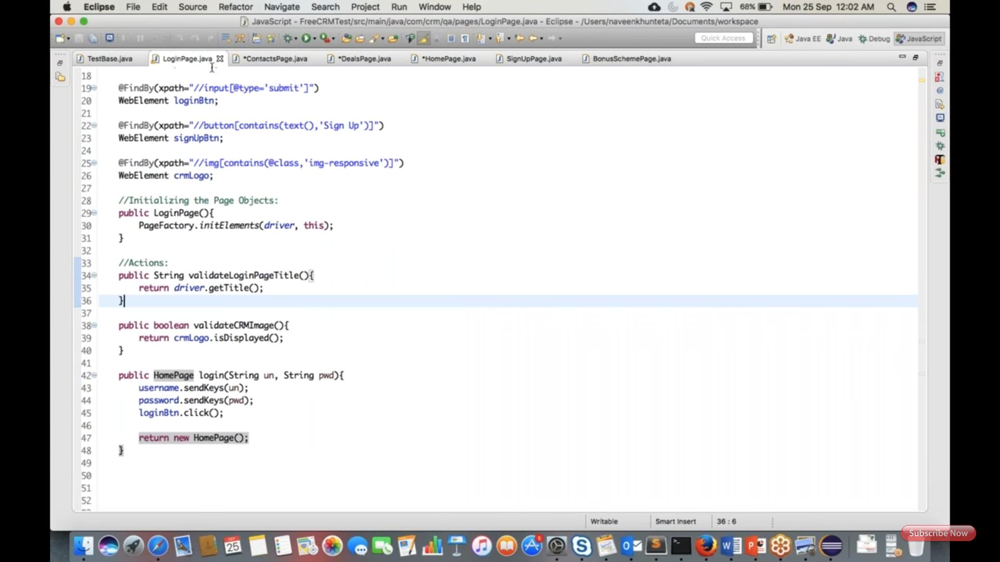 Eclipse File Edit Source Refactor Navigate Search Project Run Window Help 68% Mon 25 Sep 12:02 AM
JavaScript - FreeCRMTest/src/main/java/com/crm/qa/pages/LoginPage.java - Eclipse - /Users/naveenkhunteta/Documents/workspace
Quick Access Java EE Java Debug JavaScript
TestBase.java LoginPage.java *ContactsPage.java *DealsPage.java *HomePage.java SignUpPage.java BonusSchemePage.java
18
19 @FindBy(xpath="//input[@type='submit']")
20 WebElement loginBtn;
21
22 @FindBy(xpath="//button[contains(text(),'Sign Up')]")
23 WebElement signUpBtn;
24
25 @FindBy(xpath="//img[contains(@class,'img-responsive')]")
26 WebElement crmLogo;
27
28 //Initializing the Page Objects:
29 public LoginPage(){
30 PageFactory.initElements(driver, this);
31 }
32
33 //Actions:
34 public String validateLoginPageTitle(){
35 return driver.getTitle();
36 }
37
38 public boolean validateCRMImage(){
39 return crmLogo.isDisplayed();
40 }
41
42 public HomePage login(String un, String pwd){
43 username.sendKeys(un);
44 password.sendKeys(pwd);
45 loginBtn.click();
46
47 return new HomePage();
48 }
49
50
51
52
Writable Smart Insert 36 : 6
Subscribe Now
25
5